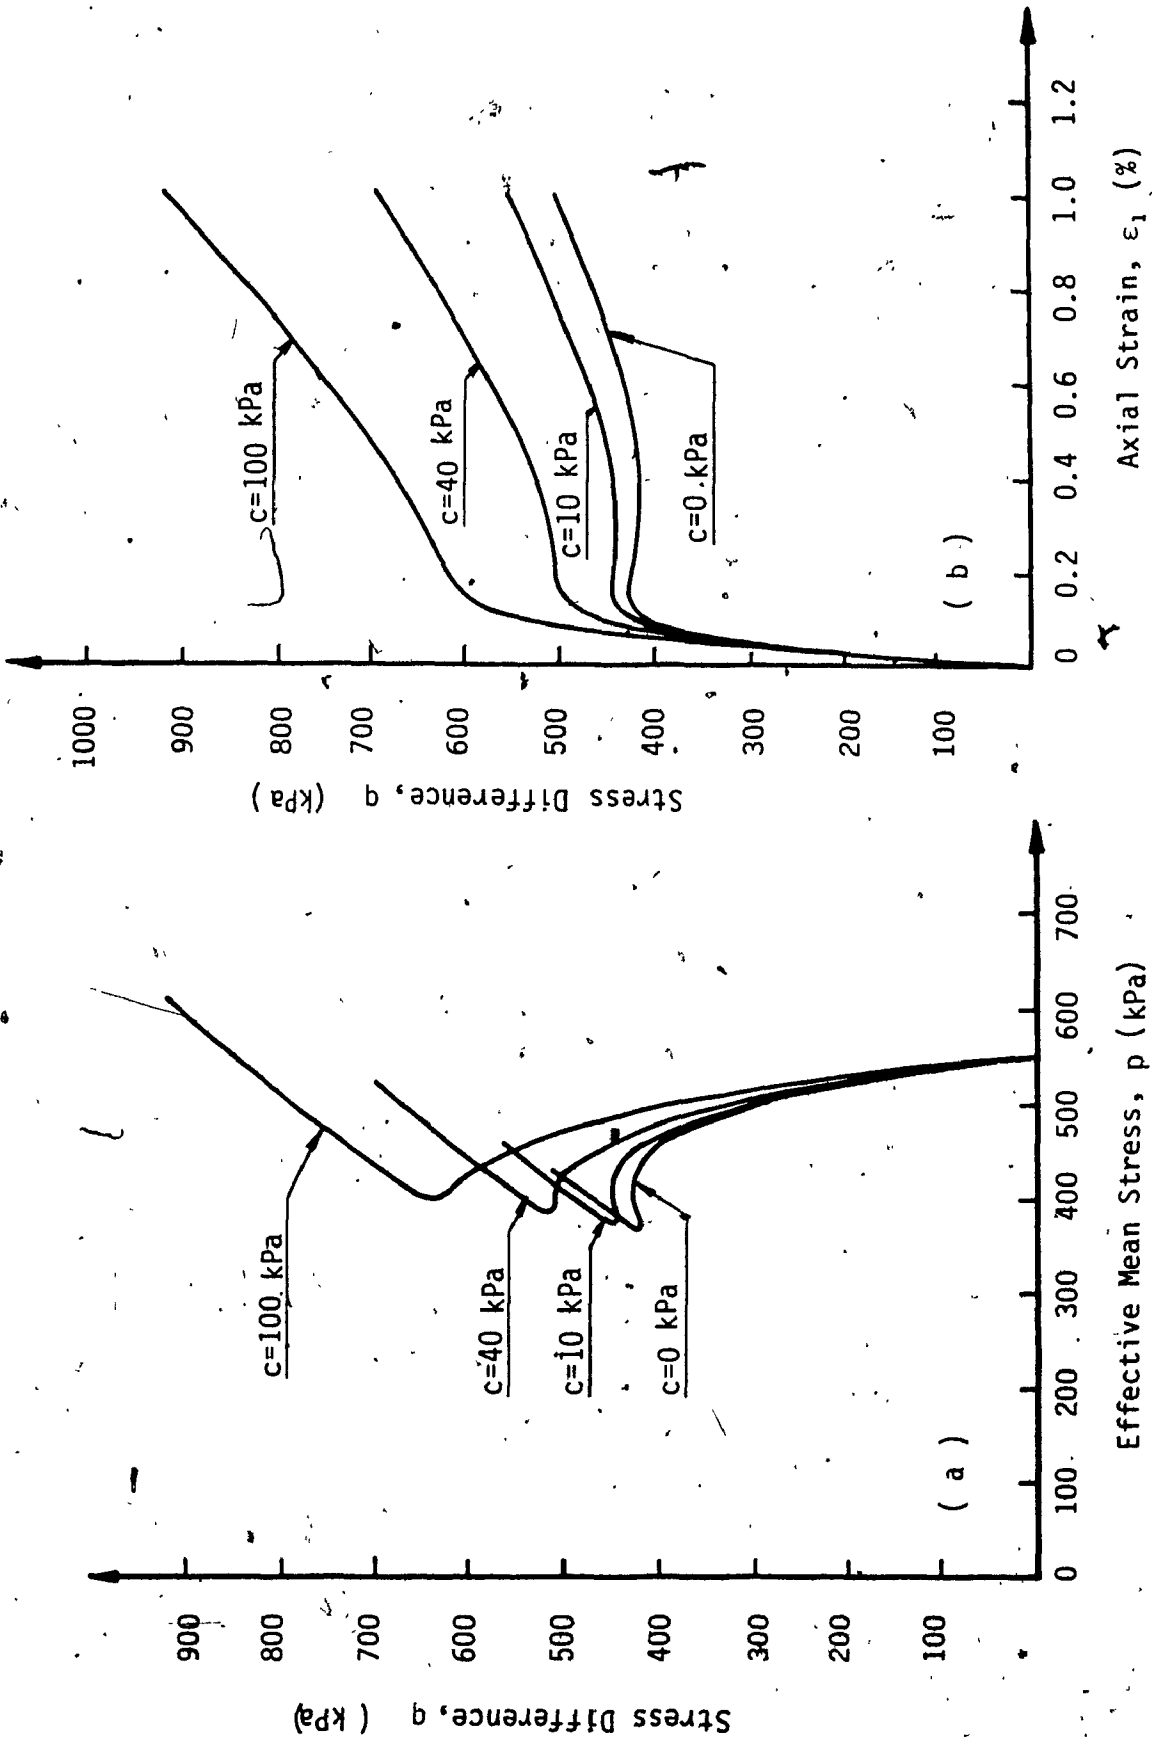 Stress Difference, q (kPa)
900
800
700
600
500
400
300
200
100
c=100 kPa
c=40 kPa
c=10 kPa
c=0 kPa
( a )
0 100 200 300 400 500 600 700
Effective Mean Stress, p (kPa)
Stress Difference, q (kPa)
1000
900
800
700
600
500
400
300
200
100
c=100 kPa
c=40 kPa
c=10 kPa
c=0 kPa
( b )
0 0.2 0.4 0.6 0.8 1.0 1.2
Axial Strain, ε₁ (%)